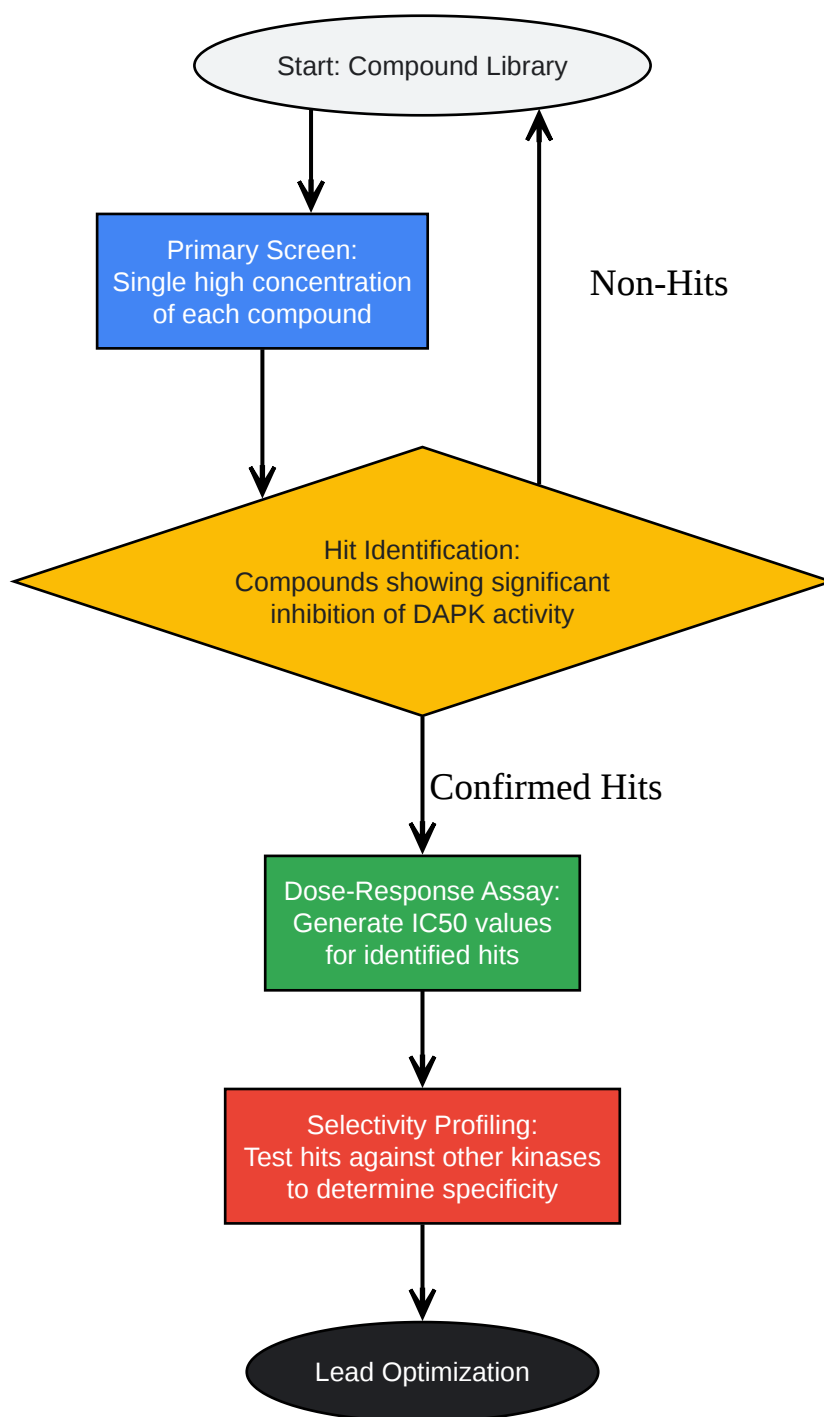 Start: Compound Library
Primary Screen:
Single high concentration
of each compound
Non-Hits
Hit Identification:
Compounds showing significant
inhibition of DAPK activity
Confirmed Hits
Dose-Response Assay:
Generate IC50 values
for identified hits
Selectivity Profiling:
Test hits against other kinases
to determine specificity
Lead Optimization